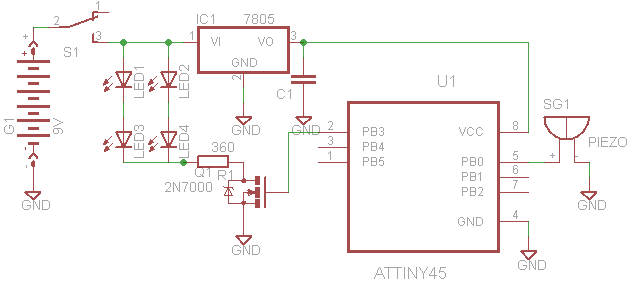 1
2
3
S1
+
+
G1
9V
-
-
GND
LED1
LED2
LED3
LED4
IC1
7805
1
VI
VO
3
GND
2
GND
C1
GND
360
Q1
R1
2N7000
GND
U1
2
PB3
3
PB4
1
PB5
VCC
8
PB0
5
PB1
6
PB2
7
GND
4
ATTINY45
GND
SG1
PIEZO
+
-
GND